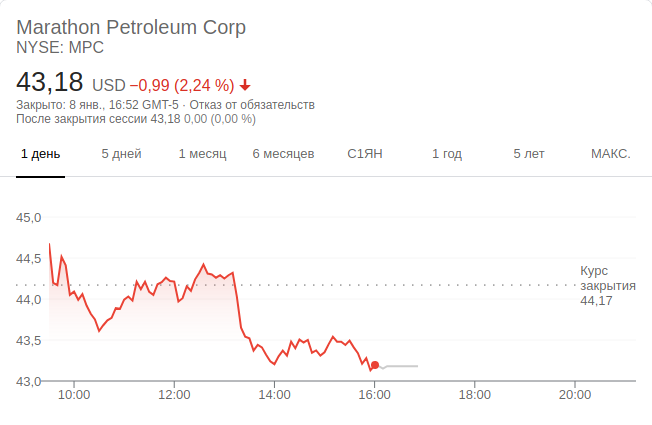 Marathon Petroleum Corp
NYSE: MPC
43,18 USD −0,99 (2,24 %)
Закрыто: 8 янв., 16:52 GMT-5 · Отказ от обязательств
После закрытия сессии 43,18 0,00 (0,00 %)
1 день 5 дней 1 месяц 6 месяцев С1ЯН 1 год 5 лет МАКС.
45,0
44,5
Курс
закрытия
44,17
44,0
43,5
43,0
10:00 12:00 14:00 16:00 18:00 20:00